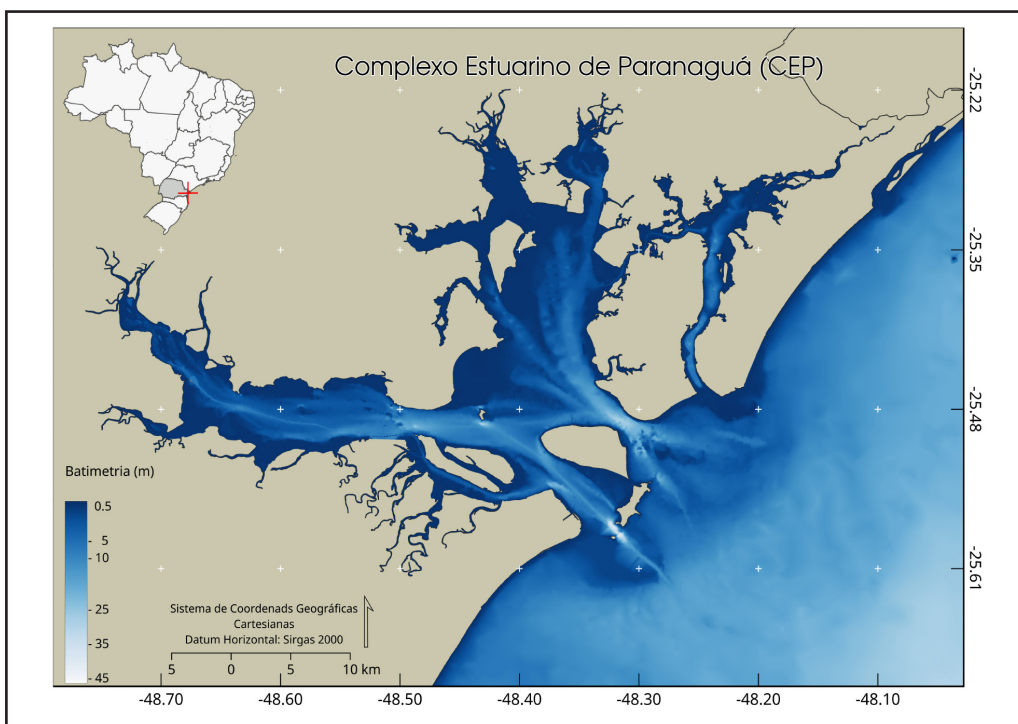 Complexo Estuarino de Paranaguá (CEP)
-25.22
-25.35
-25.48
-25.61
Batimetria (m)
0.5
- 5
- 10
- 25
- 35
- 45
Sistema de Coordenads Geográficas
Cartesianas
Datum Horizontal: Sirgas 2000
5 0 5 10 km
-48.70 -48.60 -48.50 -48.40 -48.30 -48.20 -48.10